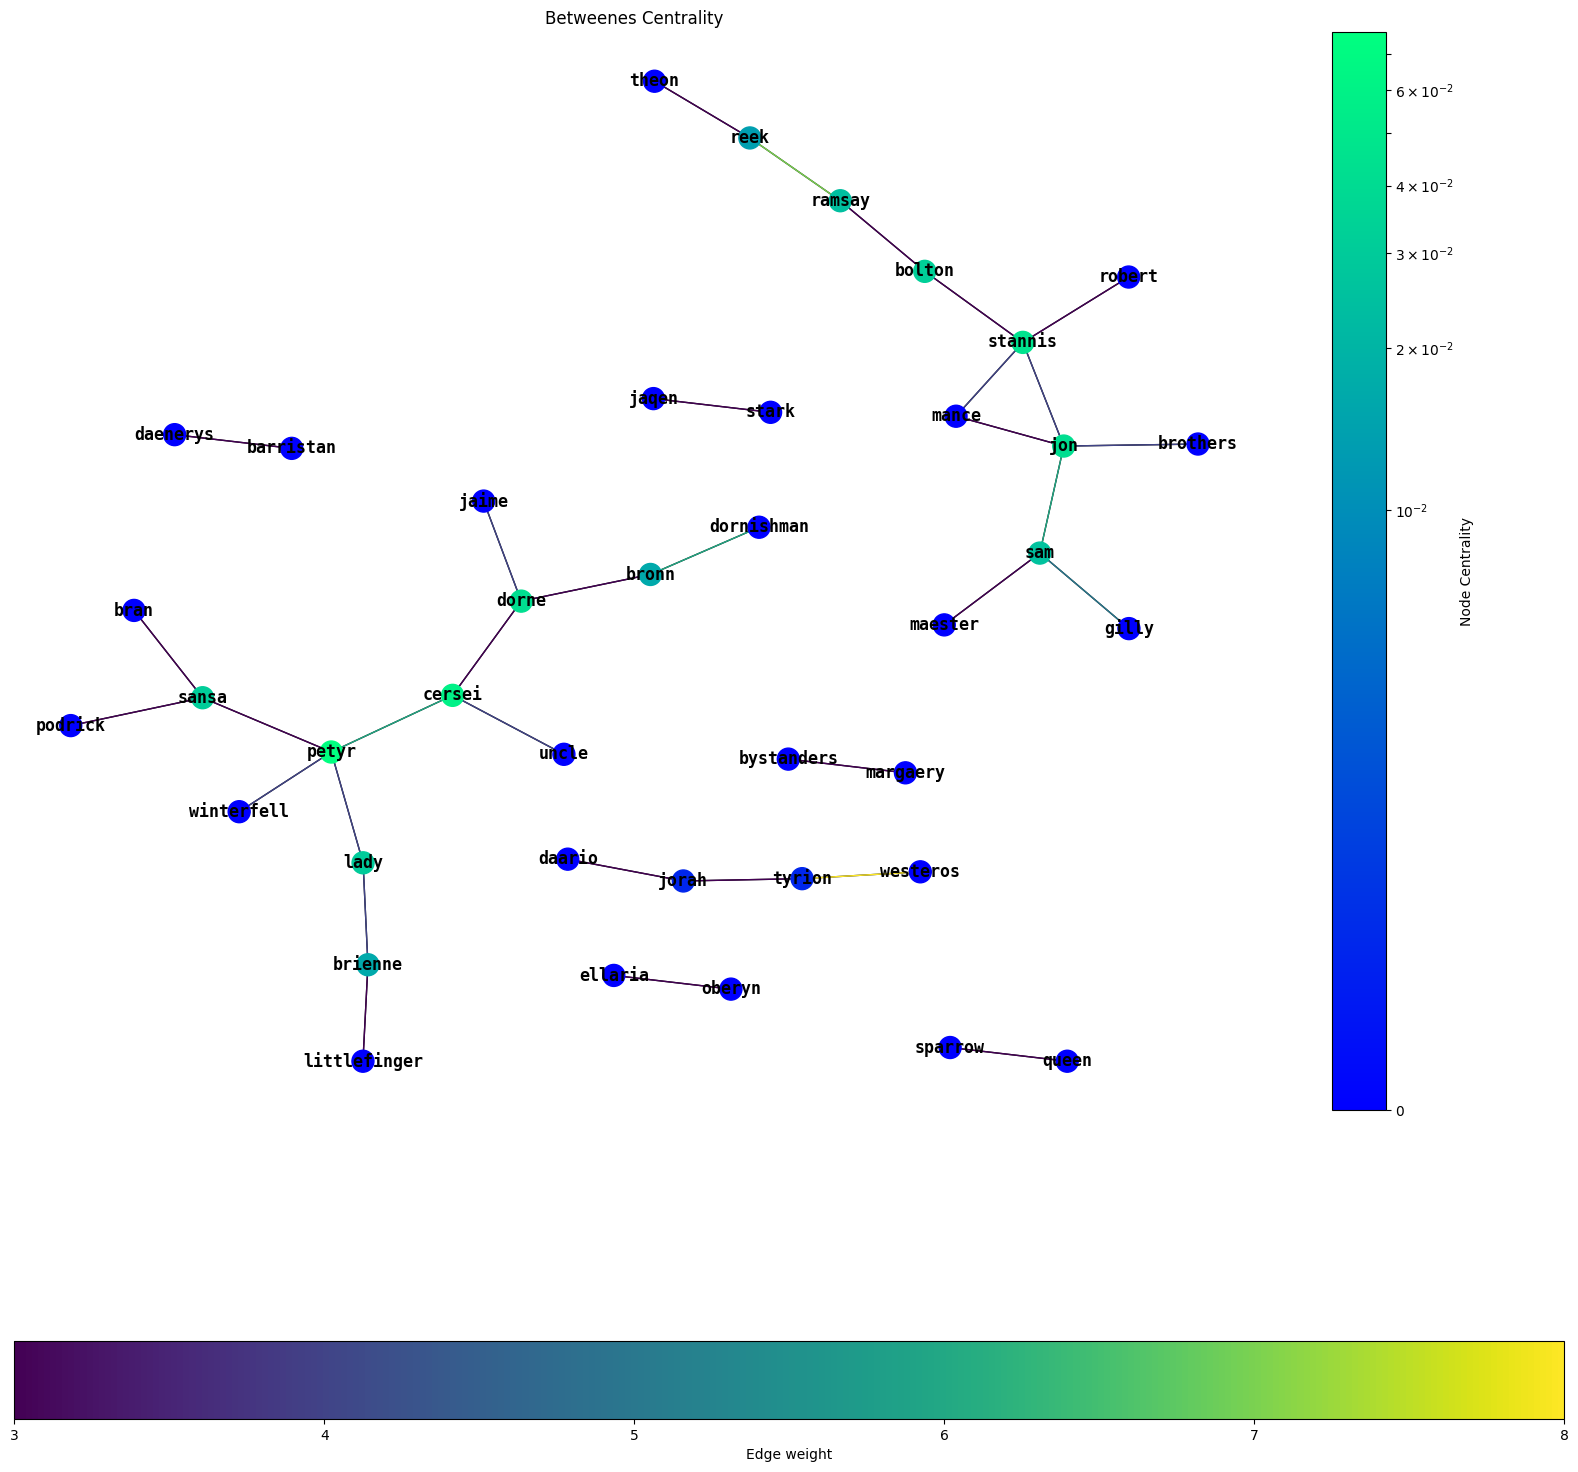 Betweenes Centrality
theon
reek
ramsay
bolton
robert
stannis
jaqen
stark
mance
daenerys
barristan
jon
brothers
jaime
dornishman
sam
bronn
dorne
bran
maester
gilly
sansa
cersei
podrick
petyr
uncle
bystanders
margaery
winterfell
lady
daario
jorah
tyrion
westeros
brienne
ellaria
oberyn
littlefinger
sparrow
queen
6 × 10⁻²
4 × 10⁻²
3 × 10⁻²
2 × 10⁻²
10⁻²
0
Node Centrality
3 4 5 6 7 8
Edge weight